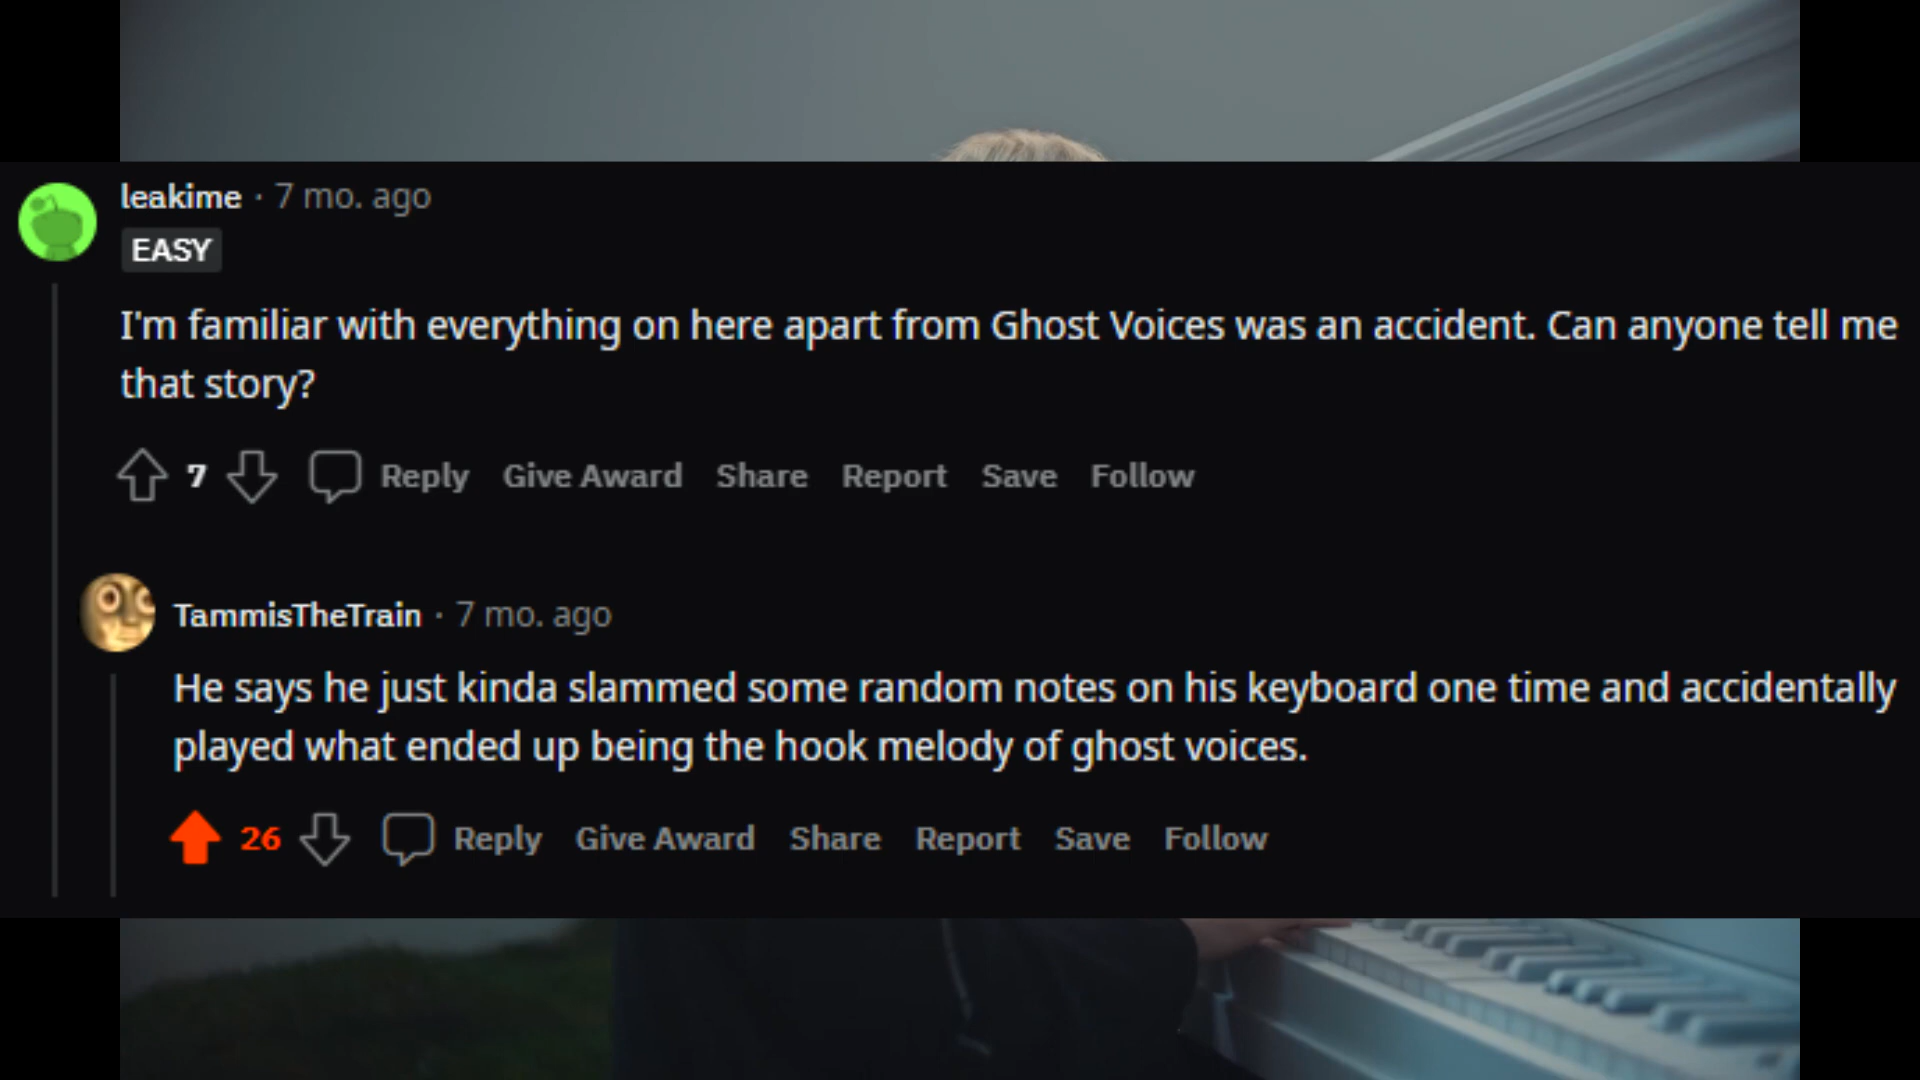 leakime · 7 mo. ago
EASY
I'm familiar with everything on here apart from Ghost Voices was an accident. Can anyone tell me
that story?
7 Reply Give Award Share Report Save Follow
TammisTheTrain · 7 mo. ago
He says he just kinda slammed some random notes on his keyboard one time and accidentally
played what ended up being the hook melody of ghost voices.
26 Reply Give Award Share Report Save Follow